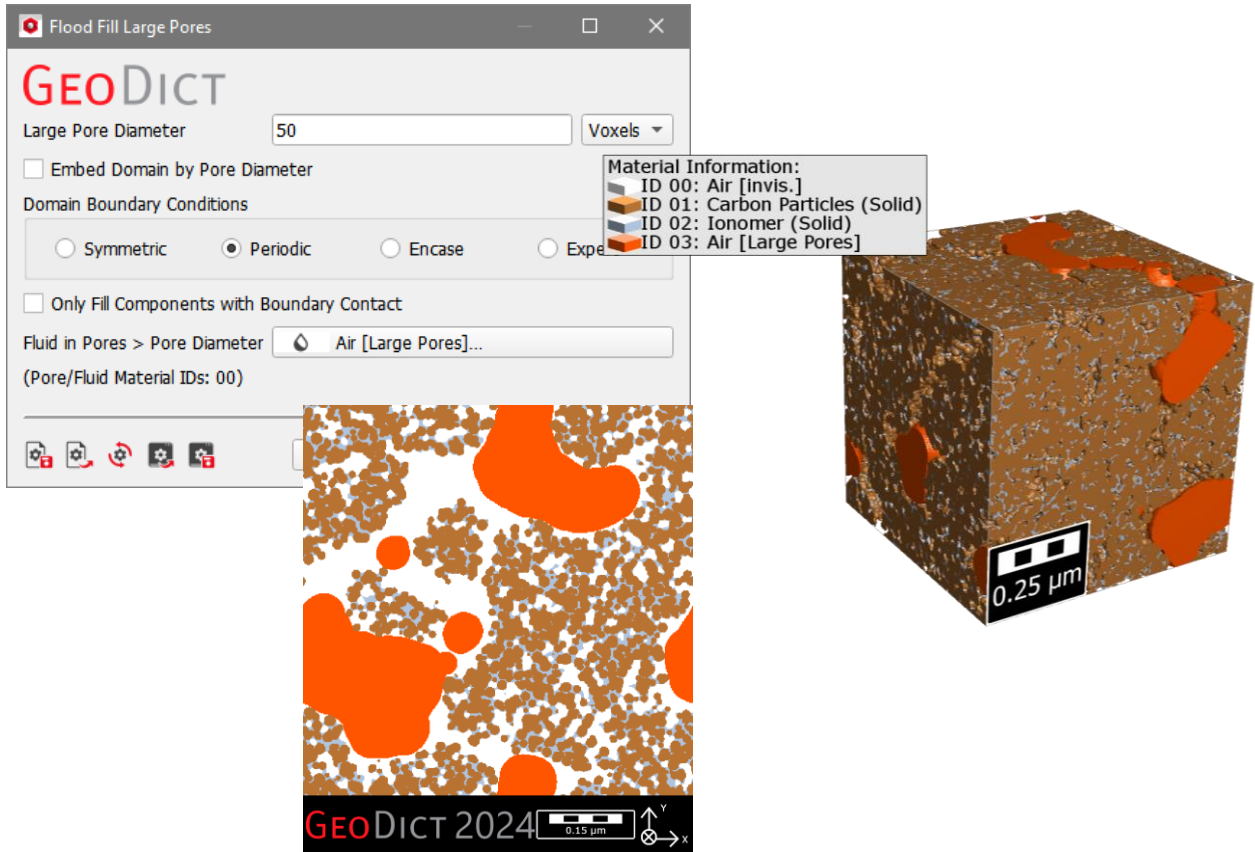 Flood Fill Large Pores
GEODICT
Large Pore Diameter 50 Voxels
Embed Domain by Pore Diameter
Domain Boundary Conditions
Symmetric Periodic Encase
Only Fill Components with Boundary Contact
Fluid in Pores > Pore Diameter Air [Large Pores]...
(Pore/Fluid Material IDs: 00)
Material Information:
ID 00: Air [invis.]
ID 01: Carbon Particles (Solid)
ID 02: Ionomer (Solid)
ID 03: Air [Large Pores]
0.25 µm
GEODICT 2024 0.15 µm Y X